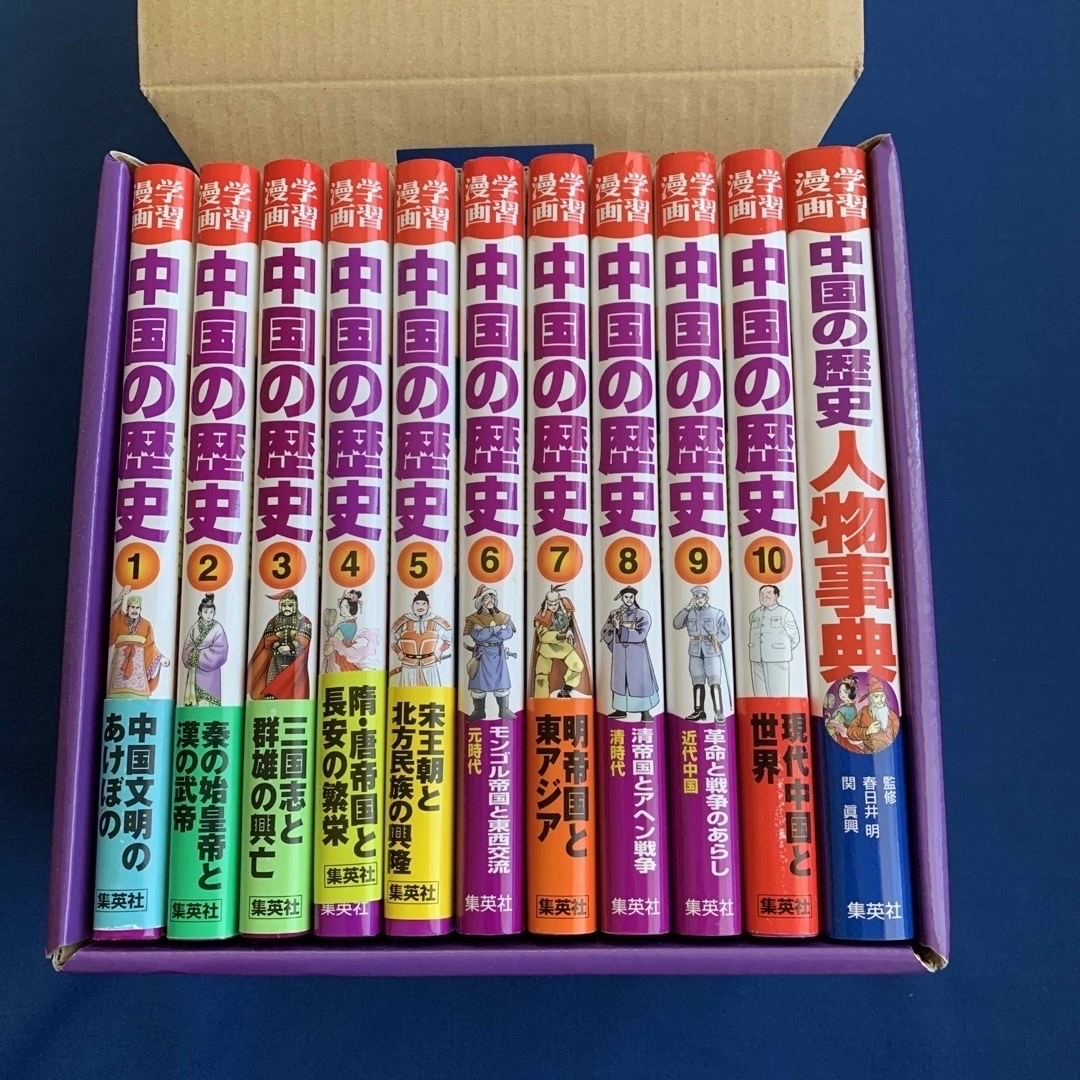 学習
漫画
中国の歴史
1
中国文明の
あけぼの
集英社
学習
漫画
中国の歴史
2
秦の始皇帝と
漢の武帝
集英社
学習
漫画
中国の歴史
3
三国志と
群雄の興亡
集英社
学習
漫画
中国の歴史
4
隋・唐帝国と
長安の繁栄
集英社
集英社
学習
漫画
中国の歴史
5
宋王朝と
北方民族の興隆
集英社
学習
漫画
中国の歴史
6
モンゴル帝国と東西交流
元時代
集英社
学習
漫画
中国の歴史
7
明帝国と
東アジア
集英社
学習
漫画
中国の歴史
8
清帝国とアヘン戦争
清時代
集英社
学習
漫画
中国の歴史
9
革命と戦争のあらし
近代中国
集英社
学習
漫画
中国の歴史
10
現代中国と
世界
集英社
学習
漫画
中国の歴史
人物事典
監修
春日井 明
関 眞興
集英社